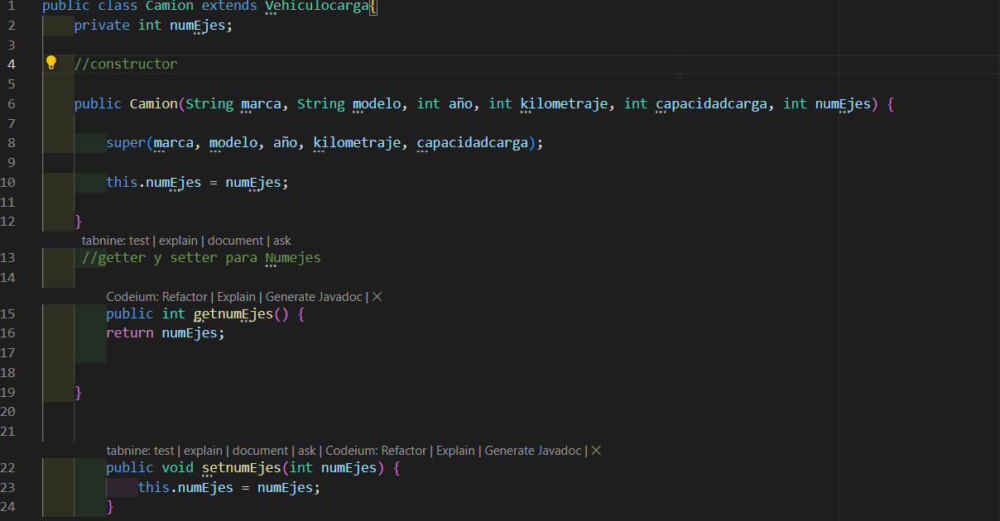 1 public class Camion extends Vehiculocarga{
2 private int numEjes;
3
4 //constructor
5
6 public Camion(String marca, String modelo, int año, int kilometraje, int capacidadcarga, int numEjes) {
7
8 super(marca, modelo, año, kilometraje, capacidadcarga);
9
10 this.numEjes = numEjes;
11
12 }
tabnine: test | explain | document | ask
13 //getter y setter para Numejes
14
Codeium: Refactor | Explain | Generate Javadoc | ×
15 public int getnumEjes() {
16 return numEjes;
17
18
19 }
20
21
tabnine: test | explain | document | ask | Codeium: Refactor | Explain | Generate Javadoc | ×
22 public void setnumEjes(int numEjes) {
23 this.numEjes = numEjes;
24 }